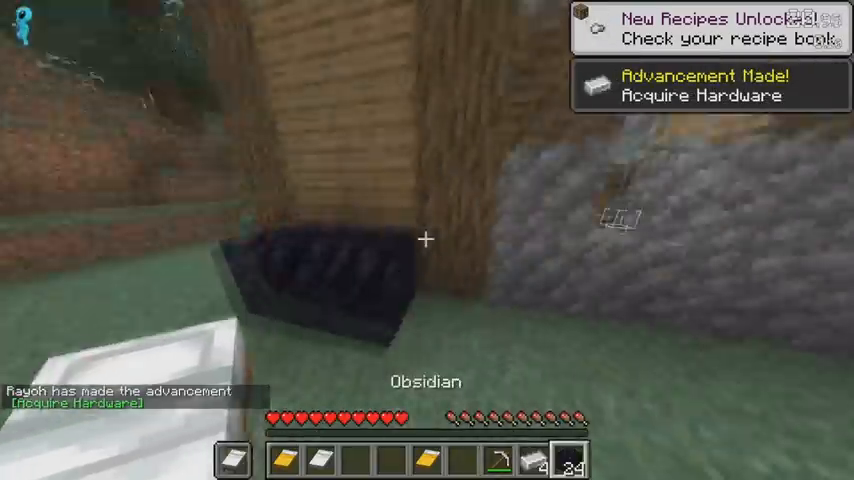 New Recipes Unlocked!
Check your recipe book
Advancement Made!
Acquire Hardware
Obsidian
Rayoh has made the advancement
[Acquire Hardware]
4
24